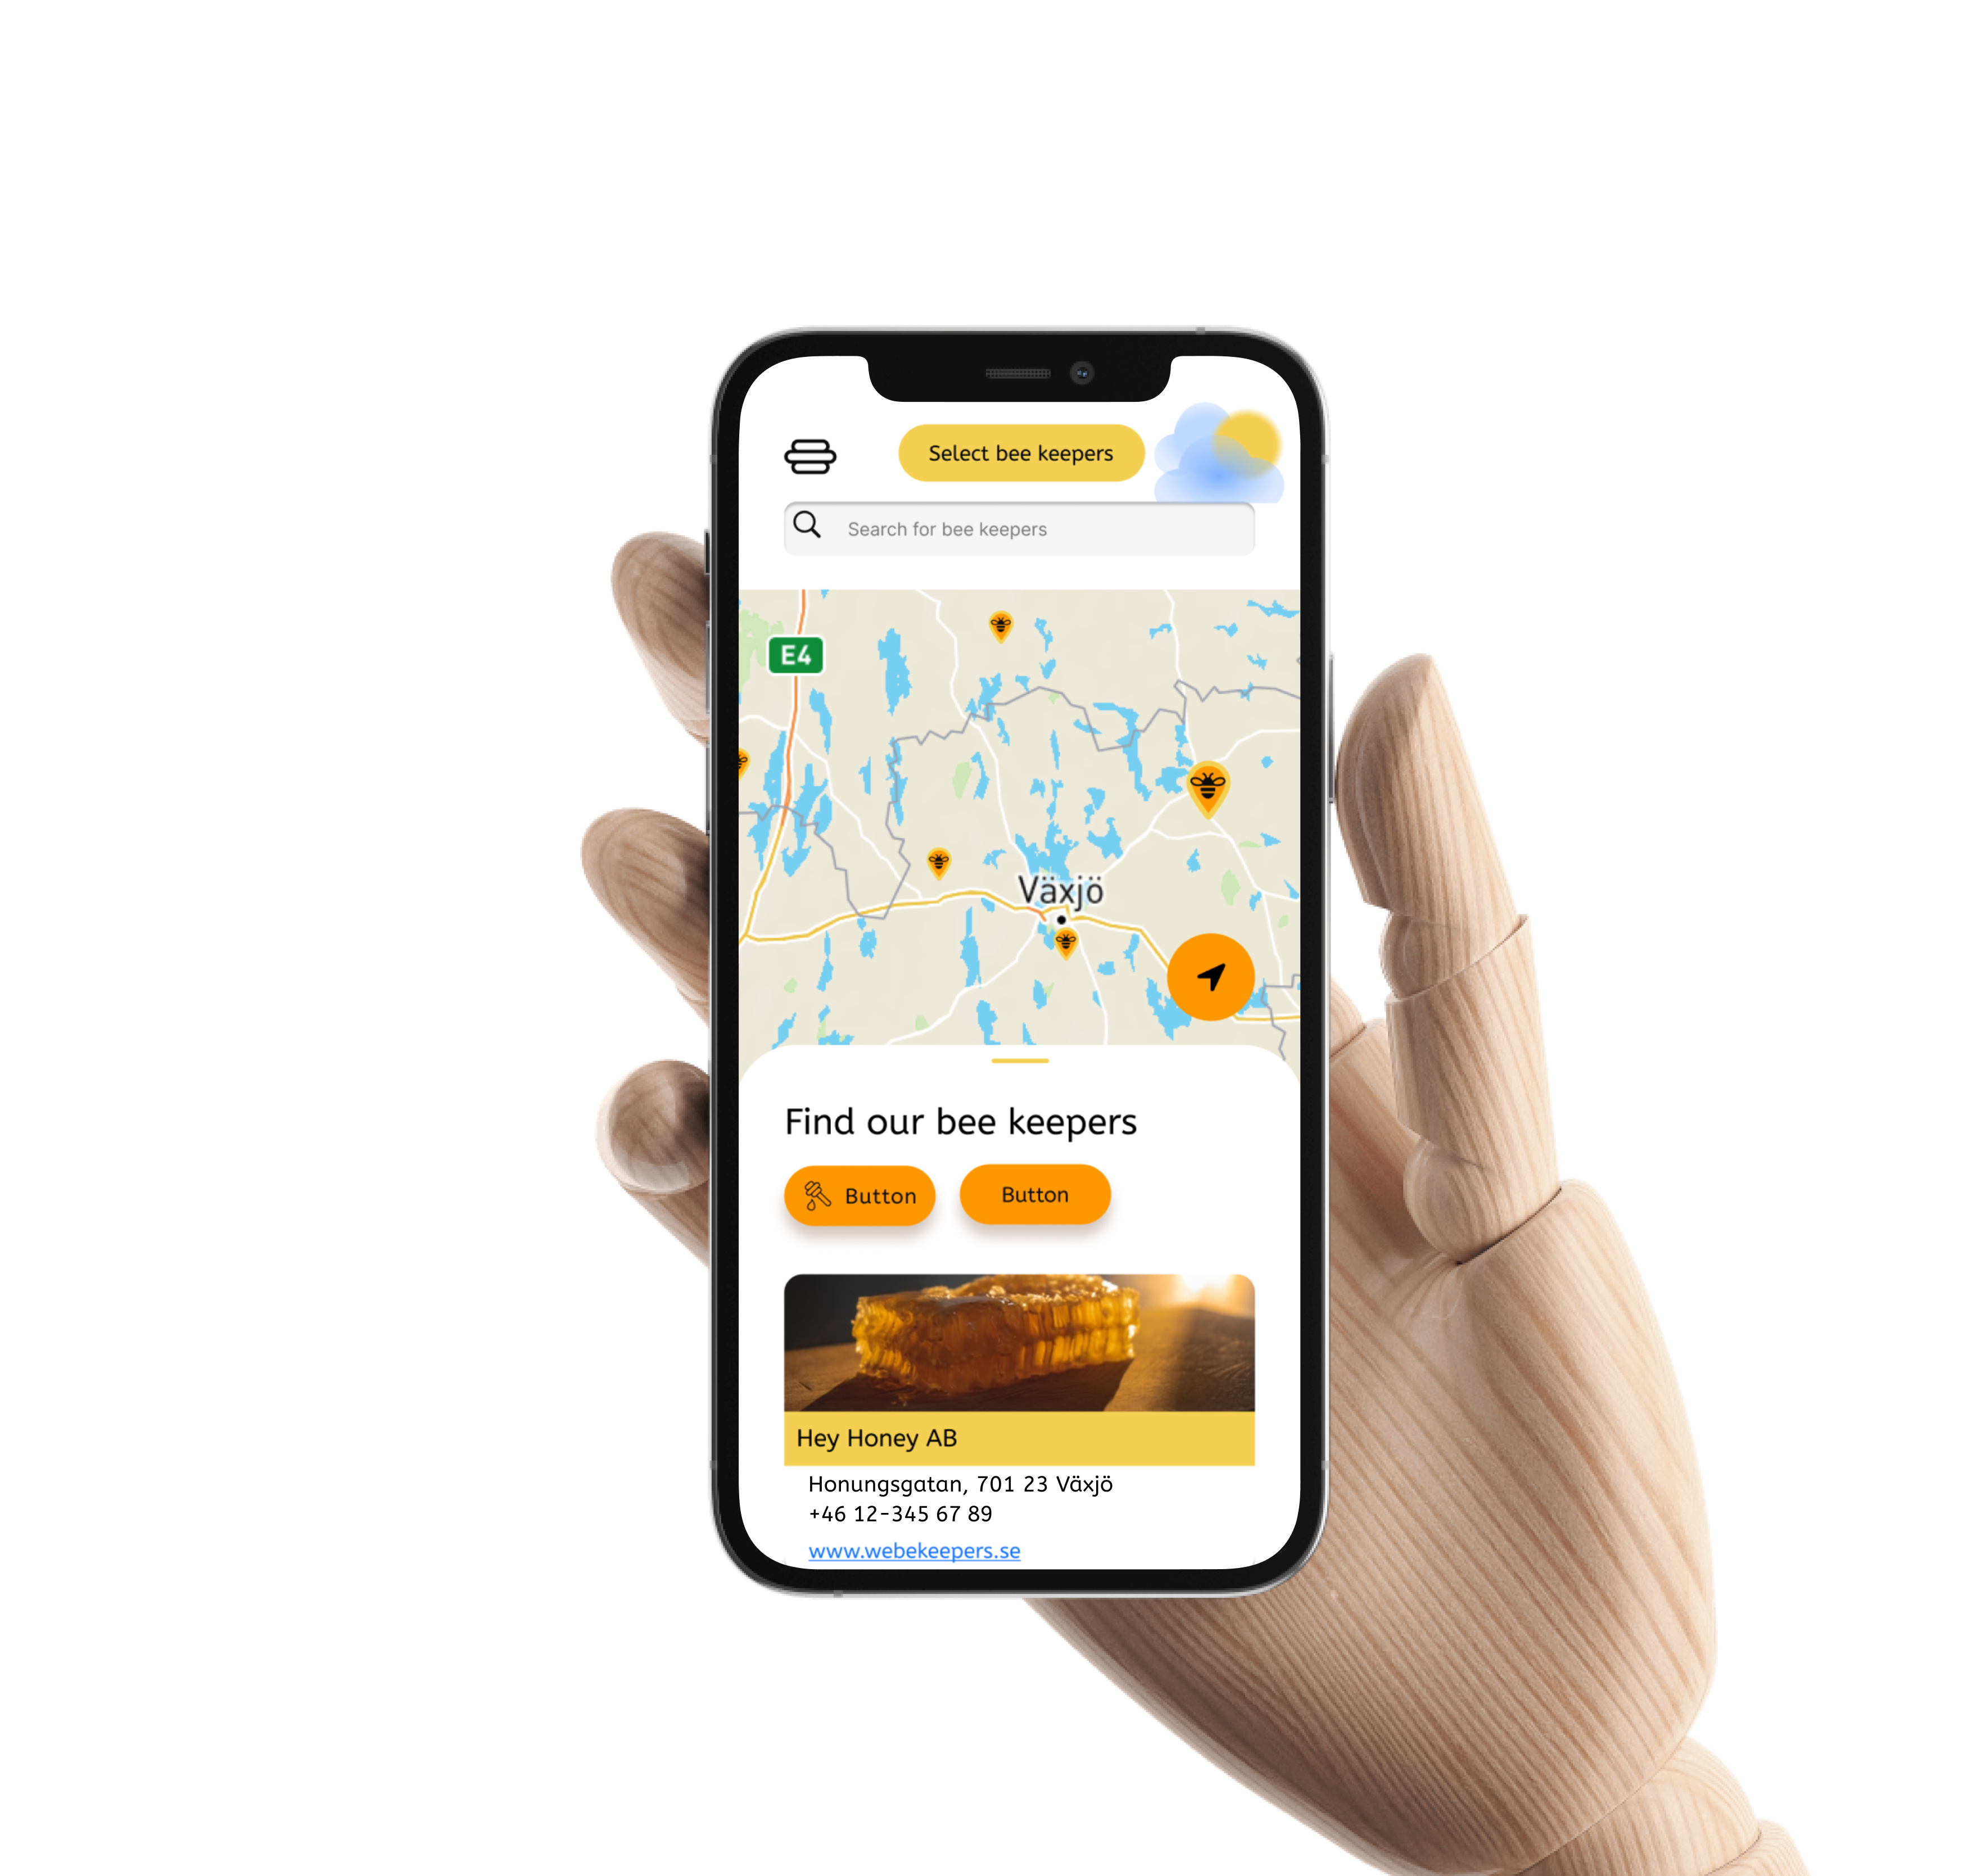 Select bee keepers
Search for bee keepers
E4
Växjö
Find our bee keepers
Button
Button
Hey Honey AB
Honungsgatan, 701 23 Växjö
+46 12-345 67 89
www.webekeepers.se